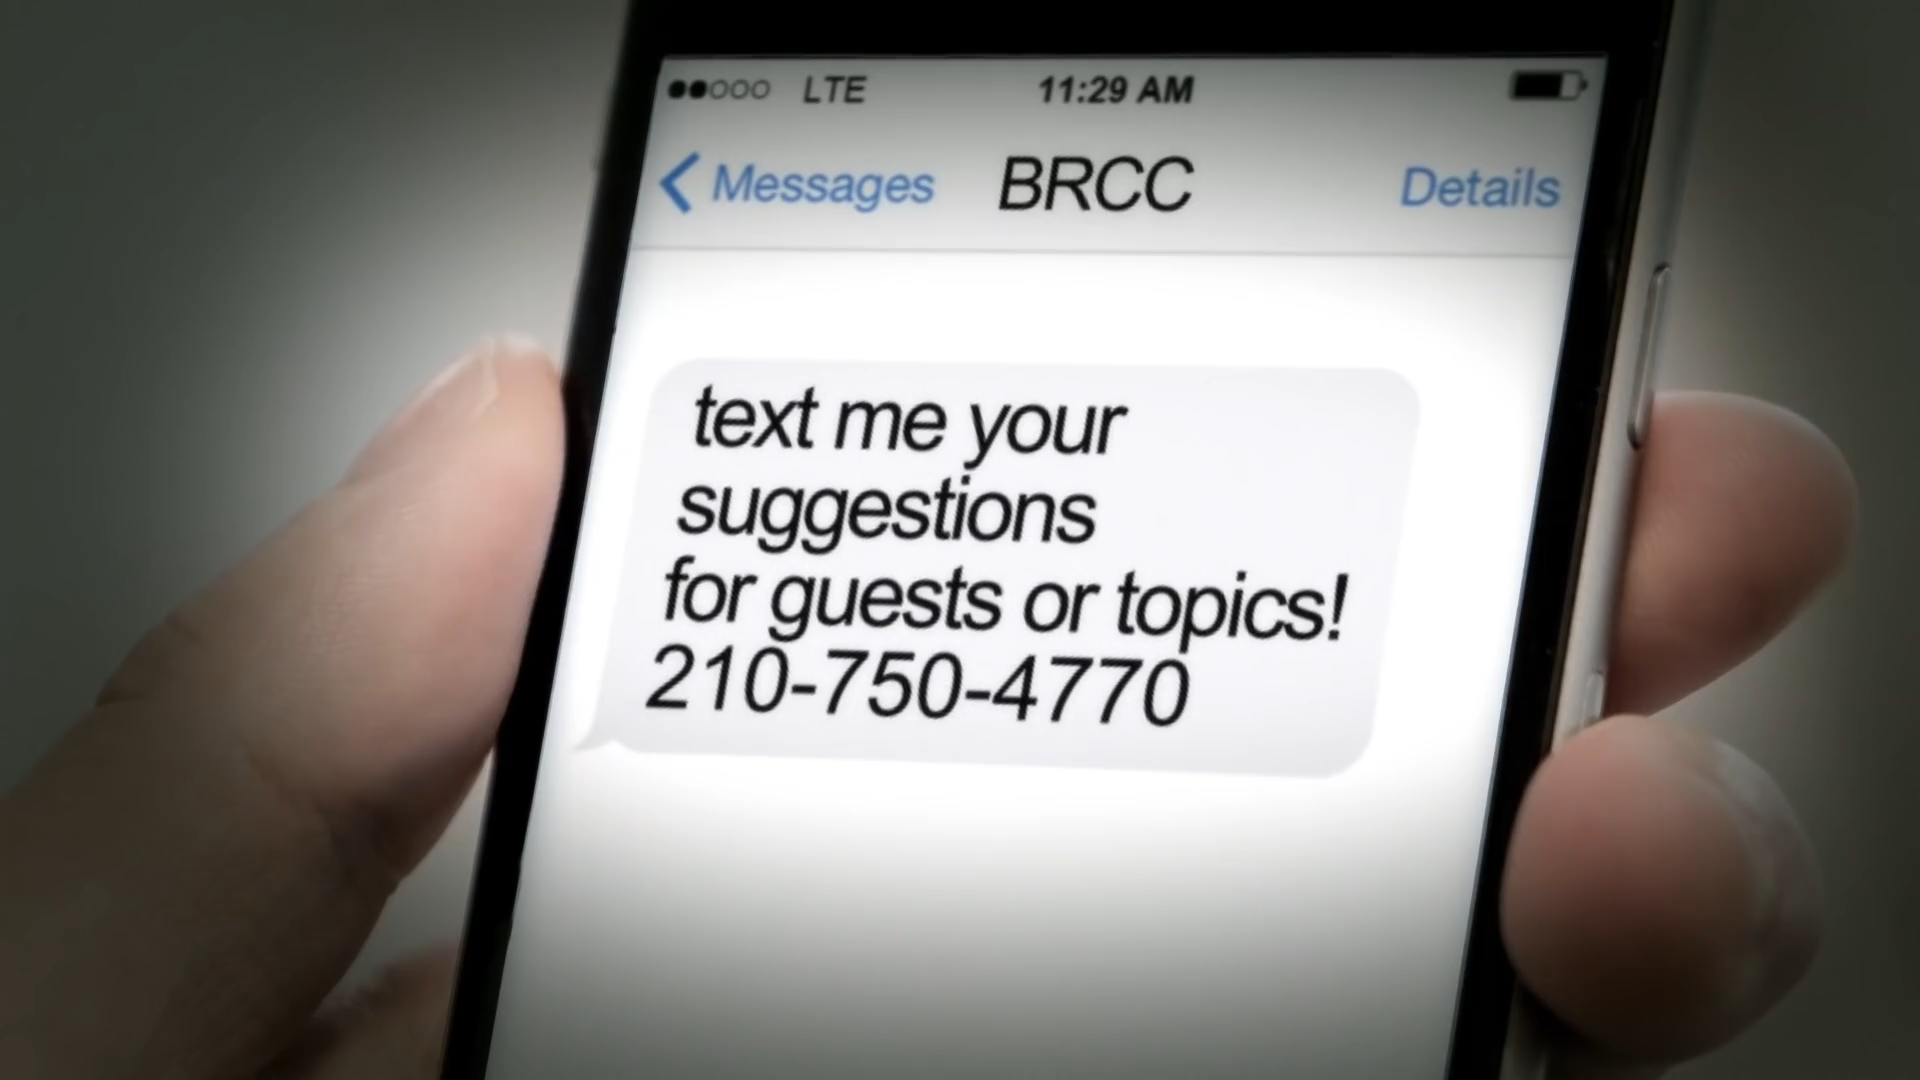 LTE 11:29 AM
Messages BRCC Details
text me your
suggestions
for guests or topics!
210-750-4770